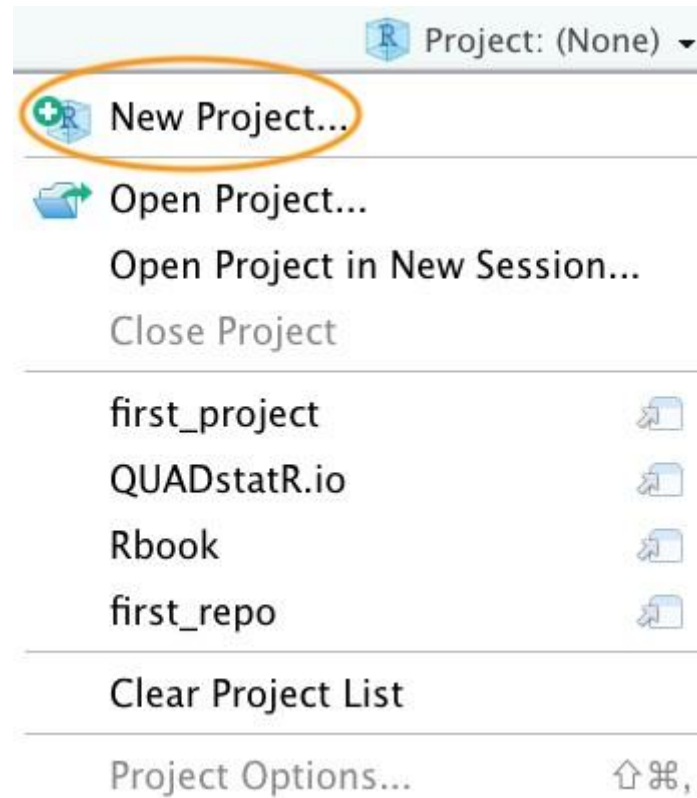 Project: (None)
New Project...
Open Project...
Open Project in New Session...
Close Project
first_project
QUADstatR.io
Rbook
first_repo
Clear Project List
Project Options... ⇧⌘,